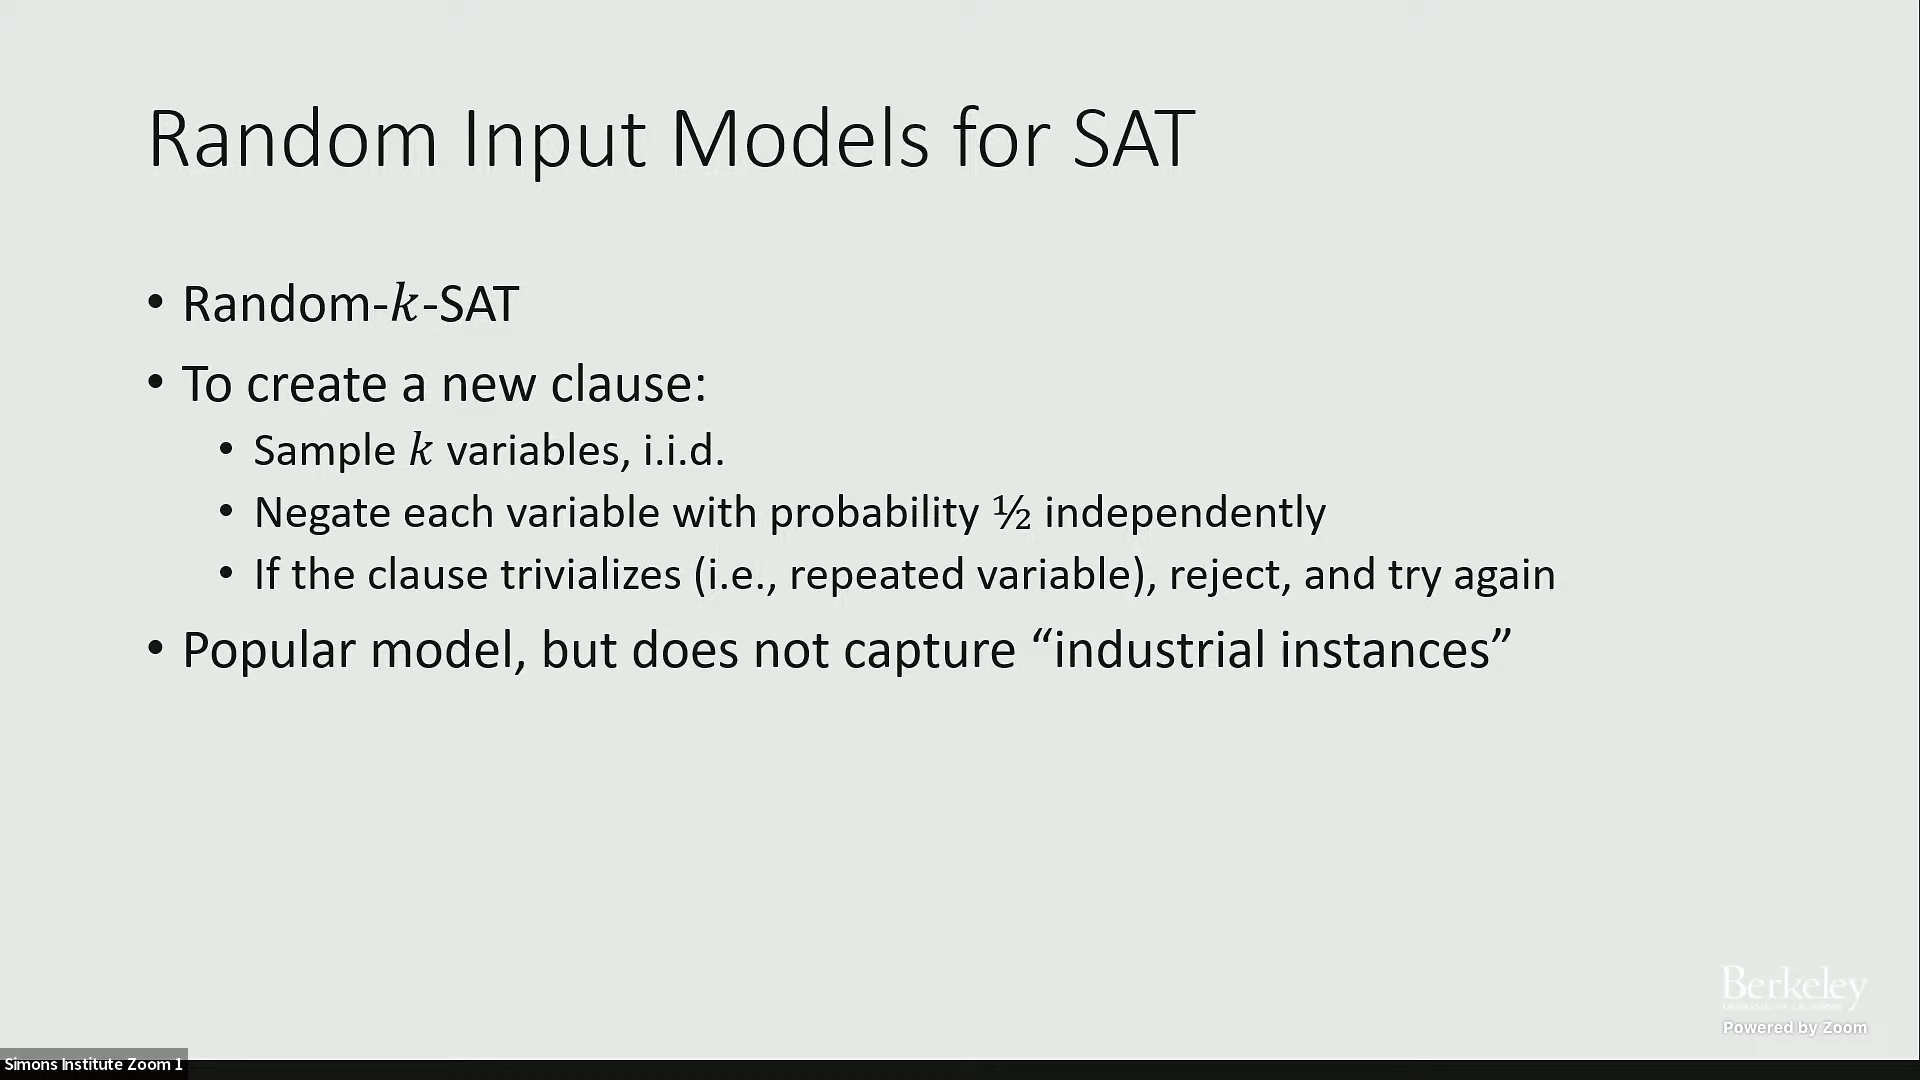 Random Input Models for SAT
• Random-k-SAT
• To create a new clause:
• Sample k variables, i.i.d.
• Negate each variable with probability ½ independently
• If the clause trivializes (i.e., repeated variable), reject, and try again
• Popular model, but does not capture “industrial instances”
Berkeley
Powered by Zoom
Simons Institute Zoom 1